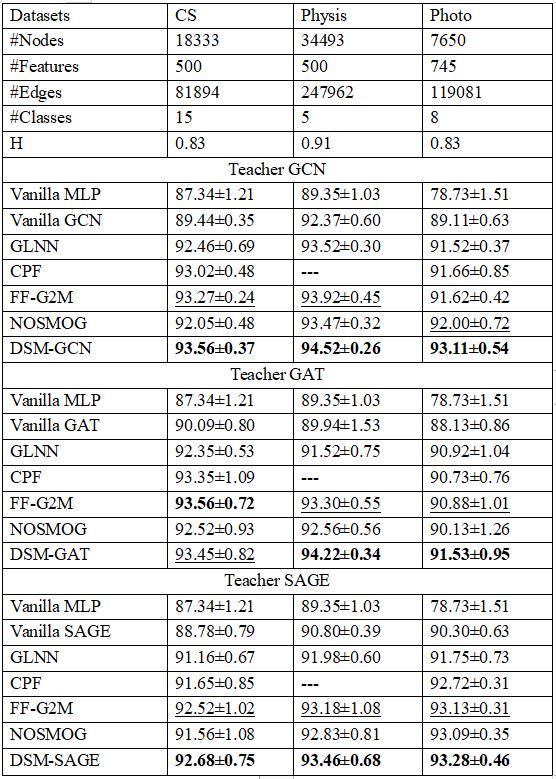 Datasets CS Physis Photo
#Nodes 18333 34493 7650
#Features 500 500 745
#Edges 81894 247962 119081
#Classes 15 5 8
H 0.83 0.91 0.83
Teacher GCN
Vanilla MLP 87.34±1.21 89.35±1.03 78.73±1.51
Vanilla GCN 89.44±0.35 92.37±0.60 89.11±0.63
GLNN 92.46±0.69 93.52±0.30 91.52±0.37
CPF 93.02±0.48 --- 91.66±0.85
FF-G2M 93.27±0.24 93.92±0.45 91.62±0.42
NOSMOG 92.05±0.48 93.47±0.32 92.00±0.72
DSM-GCN 93.56±0.37 94.52±0.26 93.11±0.54
Teacher GAT
Vanilla MLP 87.34±1.21 89.35±1.03 78.73±1.51
Vanilla GAT 90.09±0.80 89.94±1.53 88.13±0.86
GLNN 92.35±0.53 91.52±0.75 90.92±1.04
CPF 93.35±1.09 --- 90.73±0.76
FF-G2M 93.56±0.72 93.30±0.55 90.88±1.01
NOSMOG 92.52±0.93 92.56±0.56 90.13±1.26
DSM-GAT 93.45±0.82 94.22±0.34 91.53±0.95
Teacher SAGE
Vanilla MLP 87.34±1.21 89.35±1.03 78.73±1.51
Vanilla SAGE 88.78±0.79 90.80±0.39 90.30±0.63
GLNN 91.16±0.67 91.98±0.60 91.75±0.73
CPF 91.65±0.85 --- 92.72±0.31
FF-G2M 92.52±1.02 93.18±1.08 93.13±0.31
NOSMOG 91.56±1.08 92.83±0.81 93.09±0.35
DSM-SAGE 92.68±0.75 93.46±0.68 93.28±0.46